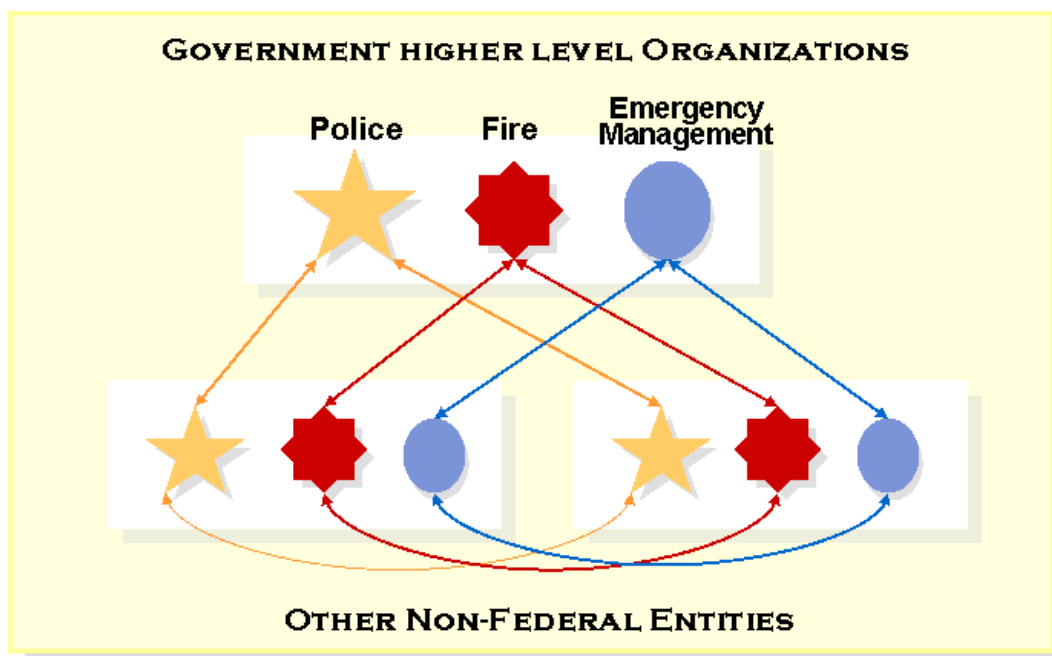 Government higher level Organizations
Police
Fire
Emergency
Management
Other Non-Federal Entities